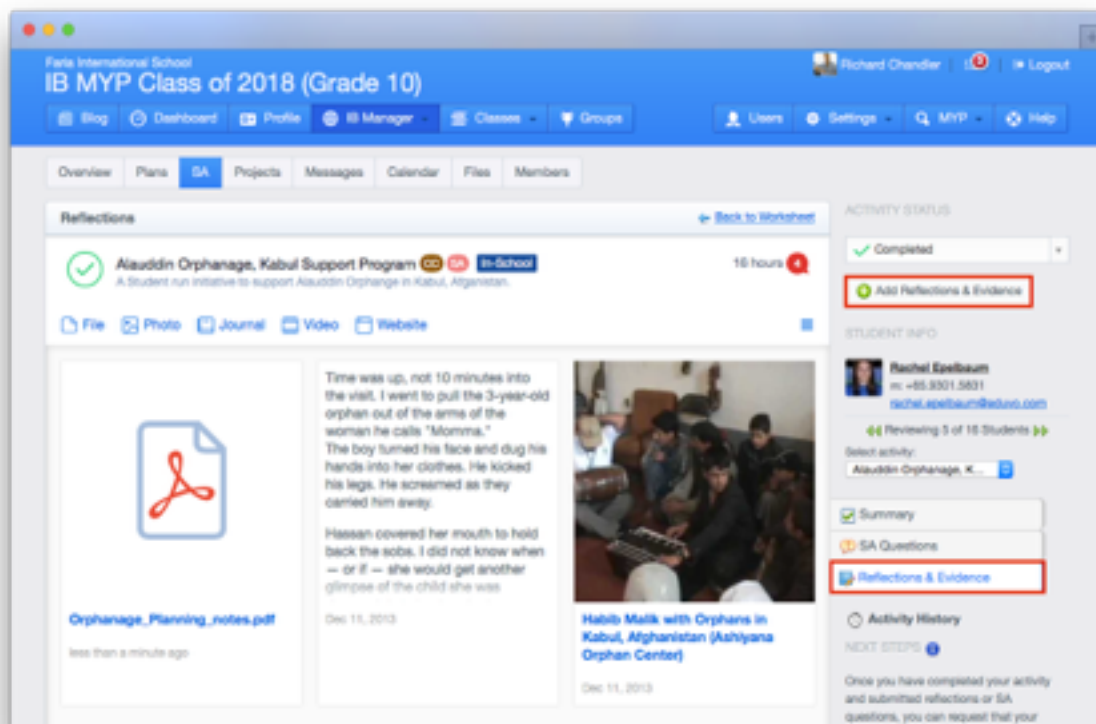 Faria International School
IB MYP Class of 2018 (Grade 10)
Richard Chandler
Logout
Blog Dashboard Profile IB Manager Classes Groups Users Settings MYP Help
Overview Plans SA Projects Messages Calendar Files Members
Reflections
Back to Worksheet
Alauddin Orphanage, Kabul Support Program SA In-School
16 hours 4
A Student run initiative to support Alauddin Orphange in Kabul, Afganistan.
File Photo Journal Video Website
Orphanage_Planning_notes.pdf
less than a minute ago
Time was up, not 10 minutes into
the visit. I went to pull the 3-year-old
orphan out of the arms of the
woman he calls "Momma."
The boy turned his face and dug his
hands into her clothes. He kicked
his legs. He screamed as they
carried him away.
Hassan covered her mouth to hold
back the sobs. I did not know when
— or if — she would get another
glimpse of the child she was
Dec 11, 2013
Habib Malik with Orphans in
Kabul, Afghanistan (Ashiyana
Orphan Center)
Dec 11, 2013
ACTIVITY STATUS
Completed
Add Reflections & Evidence
STUDENT INFO
Rachel Epelbaum
m: +65.9301.5831
rachel.epelbaum@eduvo.com
Reviewing 5 of 16 Students
Select activity:
Alauddin Orphanage, K...
Summary
SA Questions
Reflections & Evidence
Activity History
NEXT STEPS
Once you have completed your activity
and submitted reflections or SA
questions, you can request that your